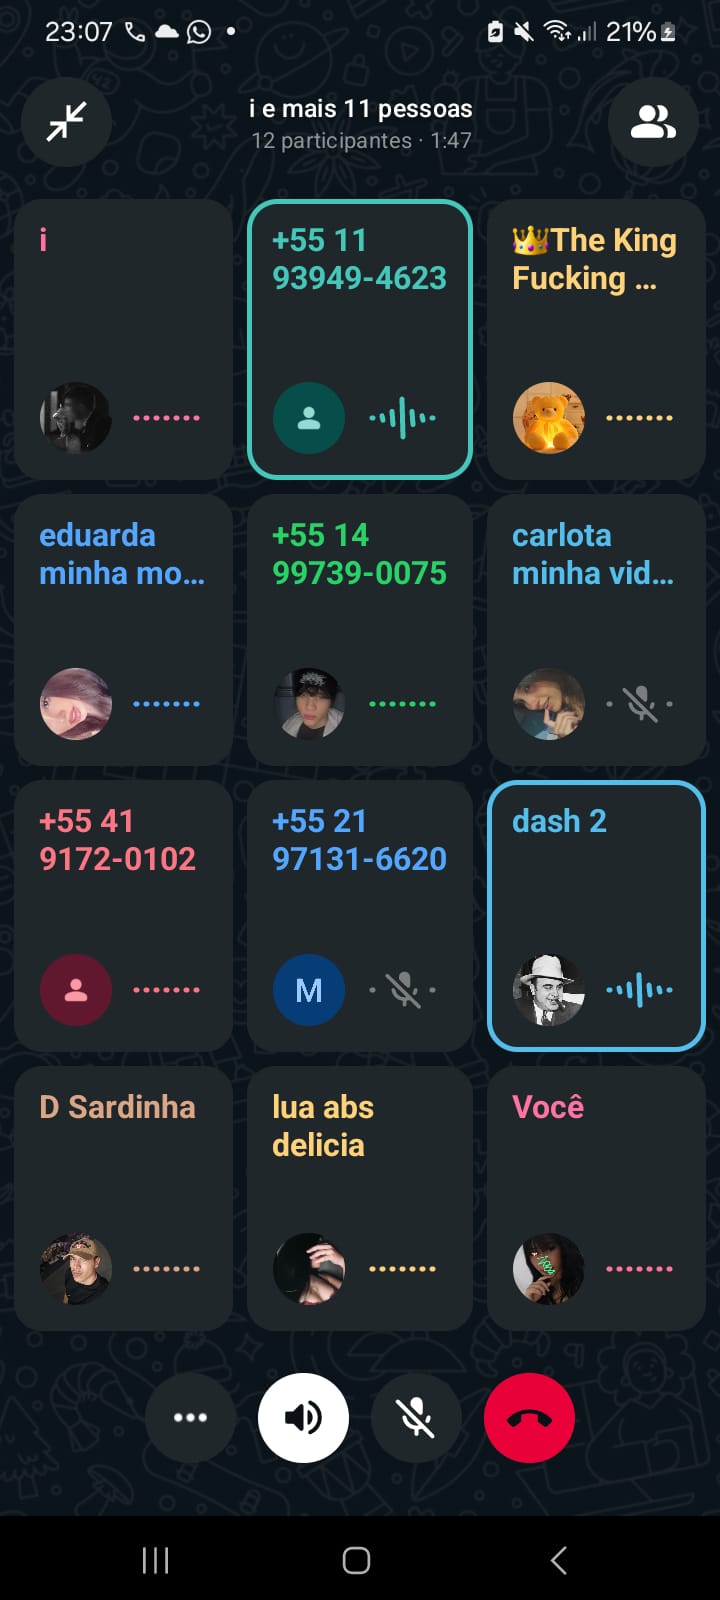 23:07
21%
i e mais 11 pessoas
12 participantes · 1:47
i
+55 11
93949-4623
👑The King
Fucking ...
eduarda
minha mo...
+55 14
99739-0075
carlota
minha vid...
+55 41
9172-0102
+55 21
97131-6620
M
dash 2
D Sardinha
lua abs
delicia
Você